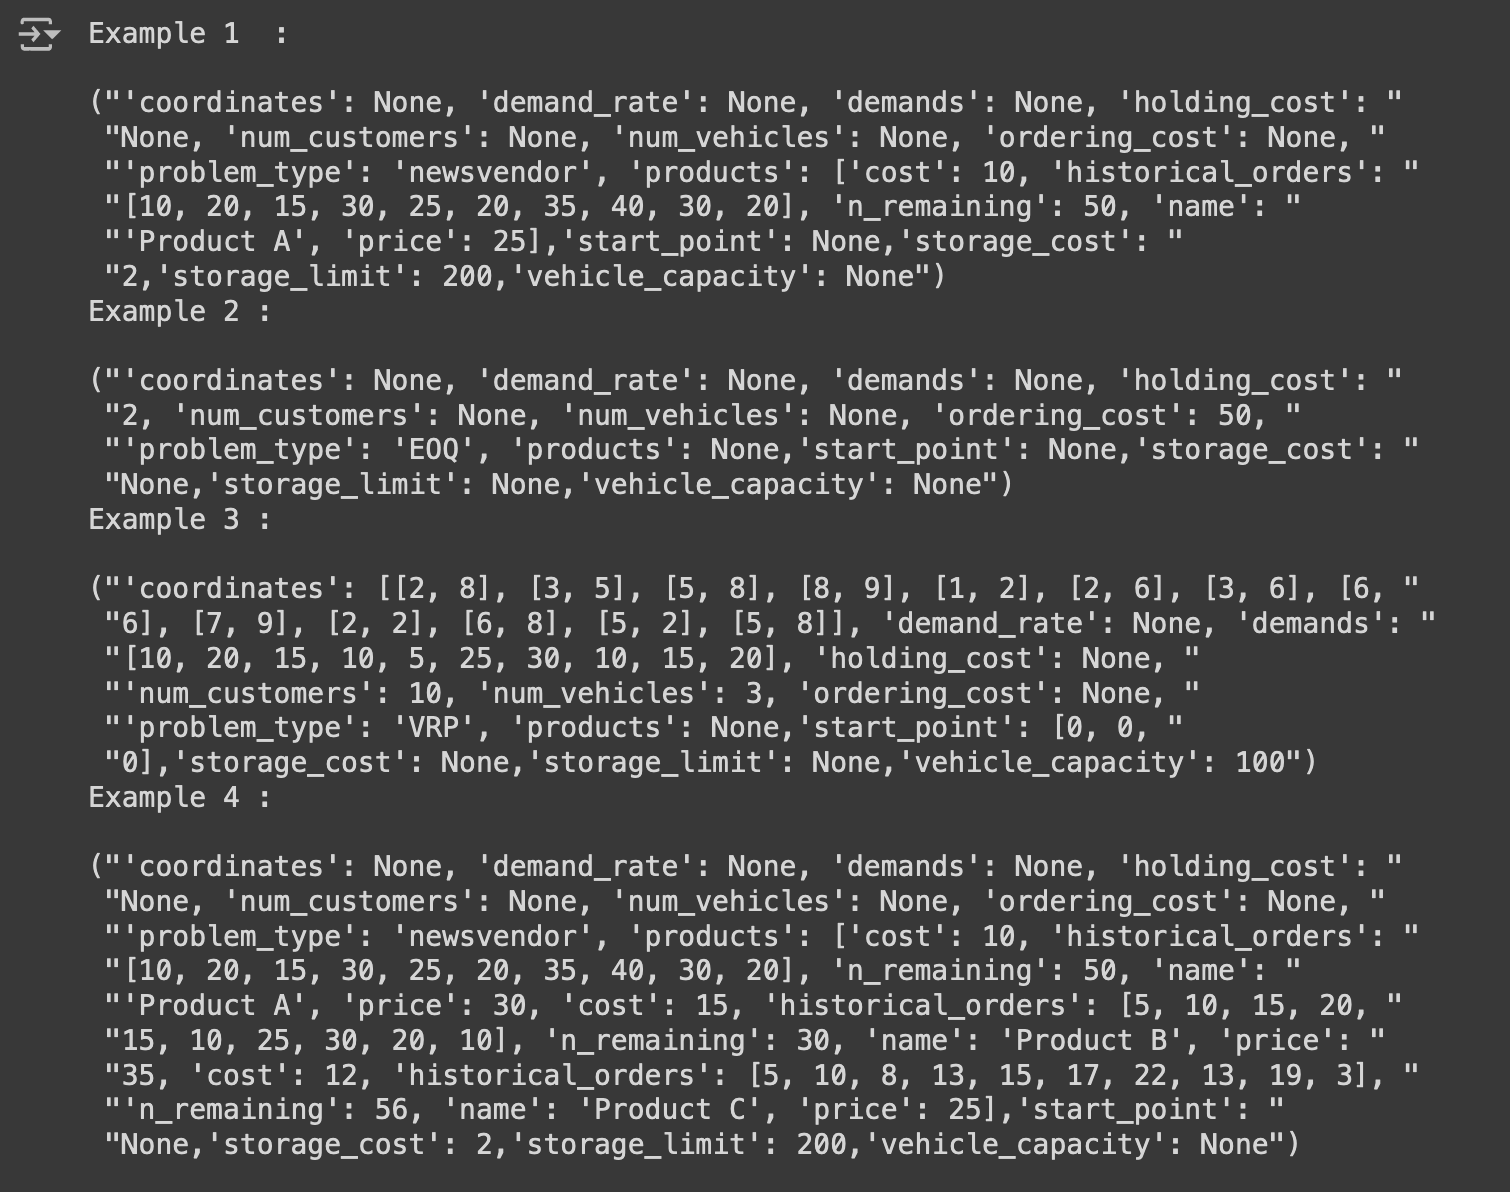 Example 1  :
("'coordinates': None, 'demand_rate': None, 'demands': None, 'holding_cost': "
"None, 'num_customers': None, 'num_vehicles': None, 'ordering_cost': None, "
"'problem_type': 'newsvendor', 'products': ['cost': 10, 'historical_orders': "
"[10, 20, 15, 30, 25, 20, 35, 40, 30, 20], 'n_remaining': 50, 'name': "
"'Product A', 'price': 25],'start_point': None,'storage_cost': "
"2,'storage_limit': 200,'vehicle_capacity': None")
Example 2 :
("'coordinates': None, 'demand_rate': None, 'demands': None, 'holding_cost': "
"2, 'num_customers': None, 'num_vehicles': None, 'ordering_cost': 50, "
"'problem_type': 'EOQ', 'products': None,'start_point': None,'storage_cost': "
"None,'storage_limit': None,'vehicle_capacity': None")
Example 3 :
("'coordinates': [[2, 8], [3, 5], [5, 8], [8, 9], [1, 2], [2, 6], [3, 6], [6, "
"6], [7, 9], [2, 2], [6, 8], [5, 2], [5, 8]], 'demand_rate': None, 'demands': "
"[10, 20, 15, 10, 5, 25, 30, 10, 15, 20], 'holding_cost': None, "
"'num_customers': 10, 'num_vehicles': 3, 'ordering_cost': None, "
"'problem_type': 'VRP', 'products': None,'start_point': [0, 0, "
"0],'storage_cost': None,'storage_limit': None,'vehicle_capacity': 100")
Example 4 :
("'coordinates': None, 'demand_rate': None, 'demands': None, 'holding_cost': "
"None, 'num_customers': None, 'num_vehicles': None, 'ordering_cost': None, "
"'problem_type': 'newsvendor', 'products': ['cost': 10, 'historical_orders': "
"[10, 20, 15, 30, 25, 20, 35, 40, 30, 20], 'n_remaining': 50, 'name': "
"'Product A', 'price': 30, 'cost': 15, 'historical_orders': [5, 10, 15, 20, "
"15, 10, 25, 30, 20, 10], 'n_remaining': 30, 'name': 'Product B', 'price': "
"35, 'cost': 12, 'historical_orders': [5, 10, 8, 13, 15, 17, 22, 13, 19, 3], "
"'n_remaining': 56, 'name': 'Product C', 'price': 25],'start_point': "
"None,'storage_cost': 2,'storage_limit': 200,'vehicle_capacity': None")